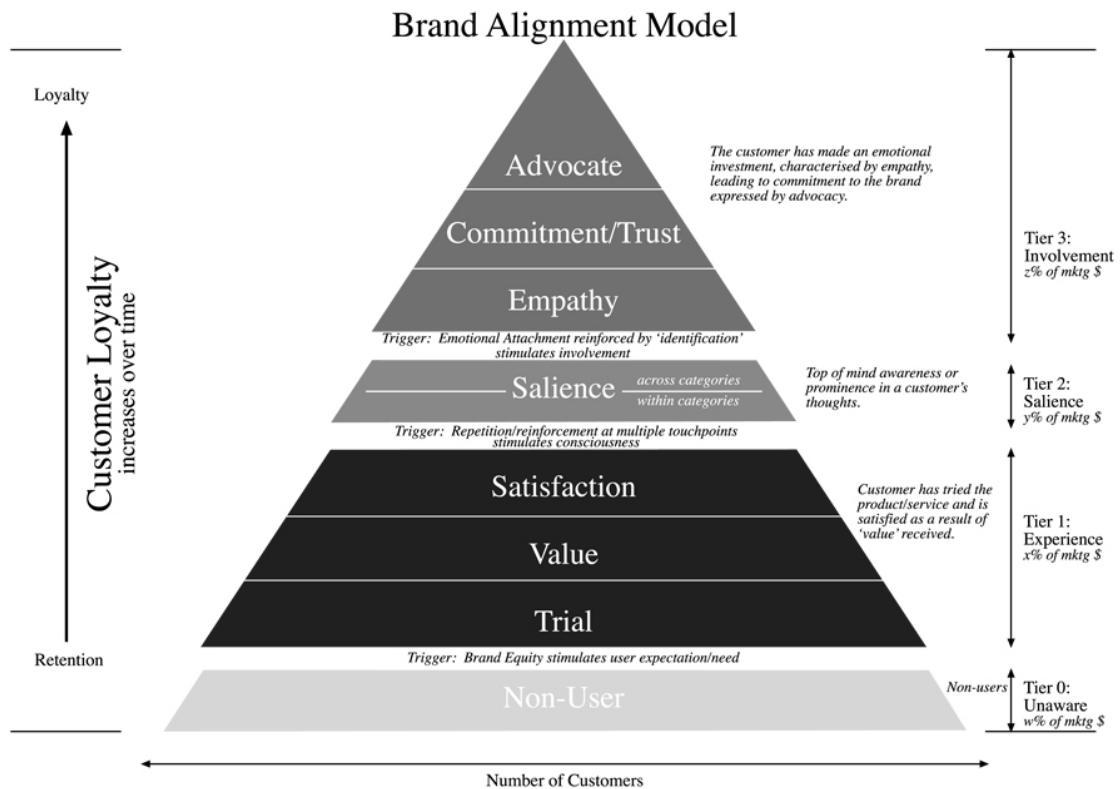 Brand Alignment Model
Loyalty
Customer Loyalty
increases over time
Retention
Advocate
Commitment/Trust
Empathy
The customer has made an emotional
investment, characterised by empathy,
leading to commitment to the brand
expressed by advocacy.
Tier 3:
Involvement
z% of mktg $
Trigger: Emotional Attachment reinforced by ‘identification’
stimulates involvement
Salience
across categories
within categories
Top of mind awareness or
prominence in a customer’s
thoughts.
Tier 2:
Salience
y% of mktg $
Trigger: Repetition/reinforcement at multiple touchpoints
stimulates consciousness
Satisfaction
Value
Trial
Customer has tried the
product/service and is
satisfied as a result of
‘value’ received.
Tier 1:
Experience
x% of mktg $
Trigger: Brand Equity stimulates user expectation/need
Non-User
Non-users
Tier 0:
Unaware
w% of mktg $
Number of Customers